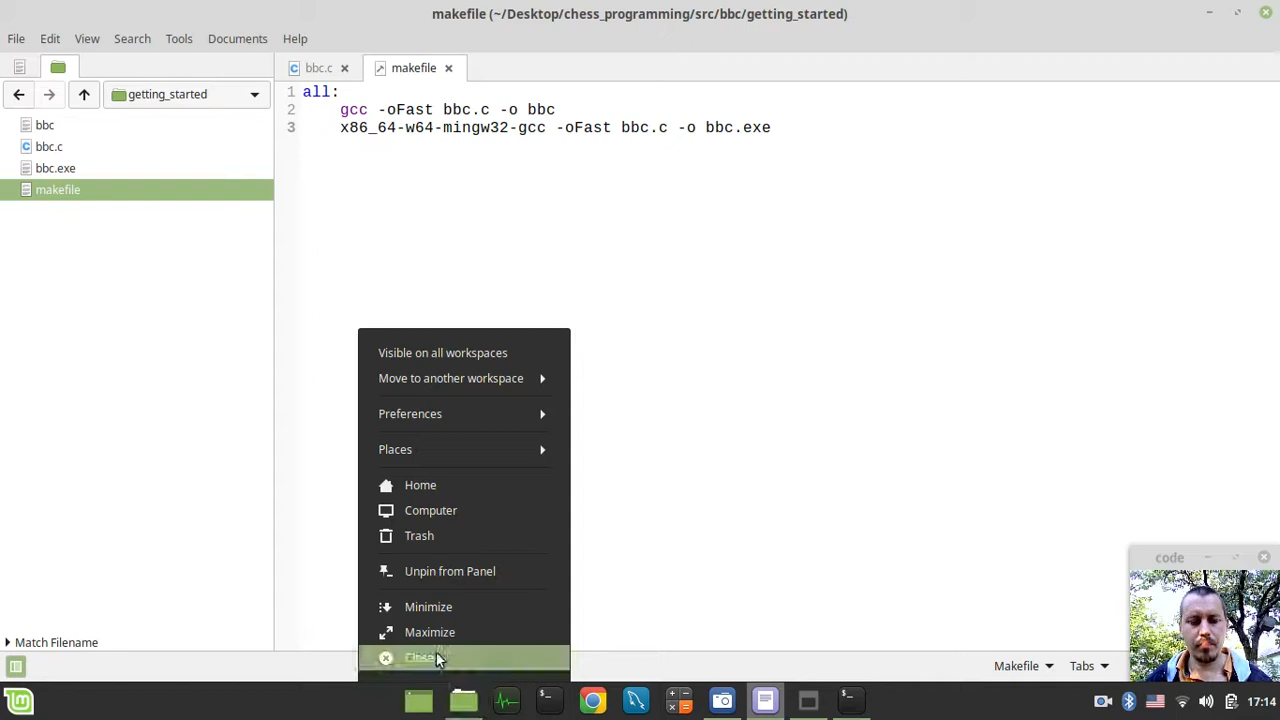 makefile (~/Desktop/chess_programming/src/bbc/getting_started)
File Edit View Search Tools Documents Help
bbc.c makefile
getting_started
bbc
bbc.c
bbc.exe
makefile
1 all:
2 gcc -oFast bbc.c -o bbc
3 x86_64-w64-mingw32-gcc -oFast bbc.c -o bbc.exe
Visible on all workspaces
Move to another workspace
Preferences
Places
Home
Computer
Trash
Unpin from Panel
Minimize
Maximize
Close
code
Match Filename
Makefile Tabs
17:14